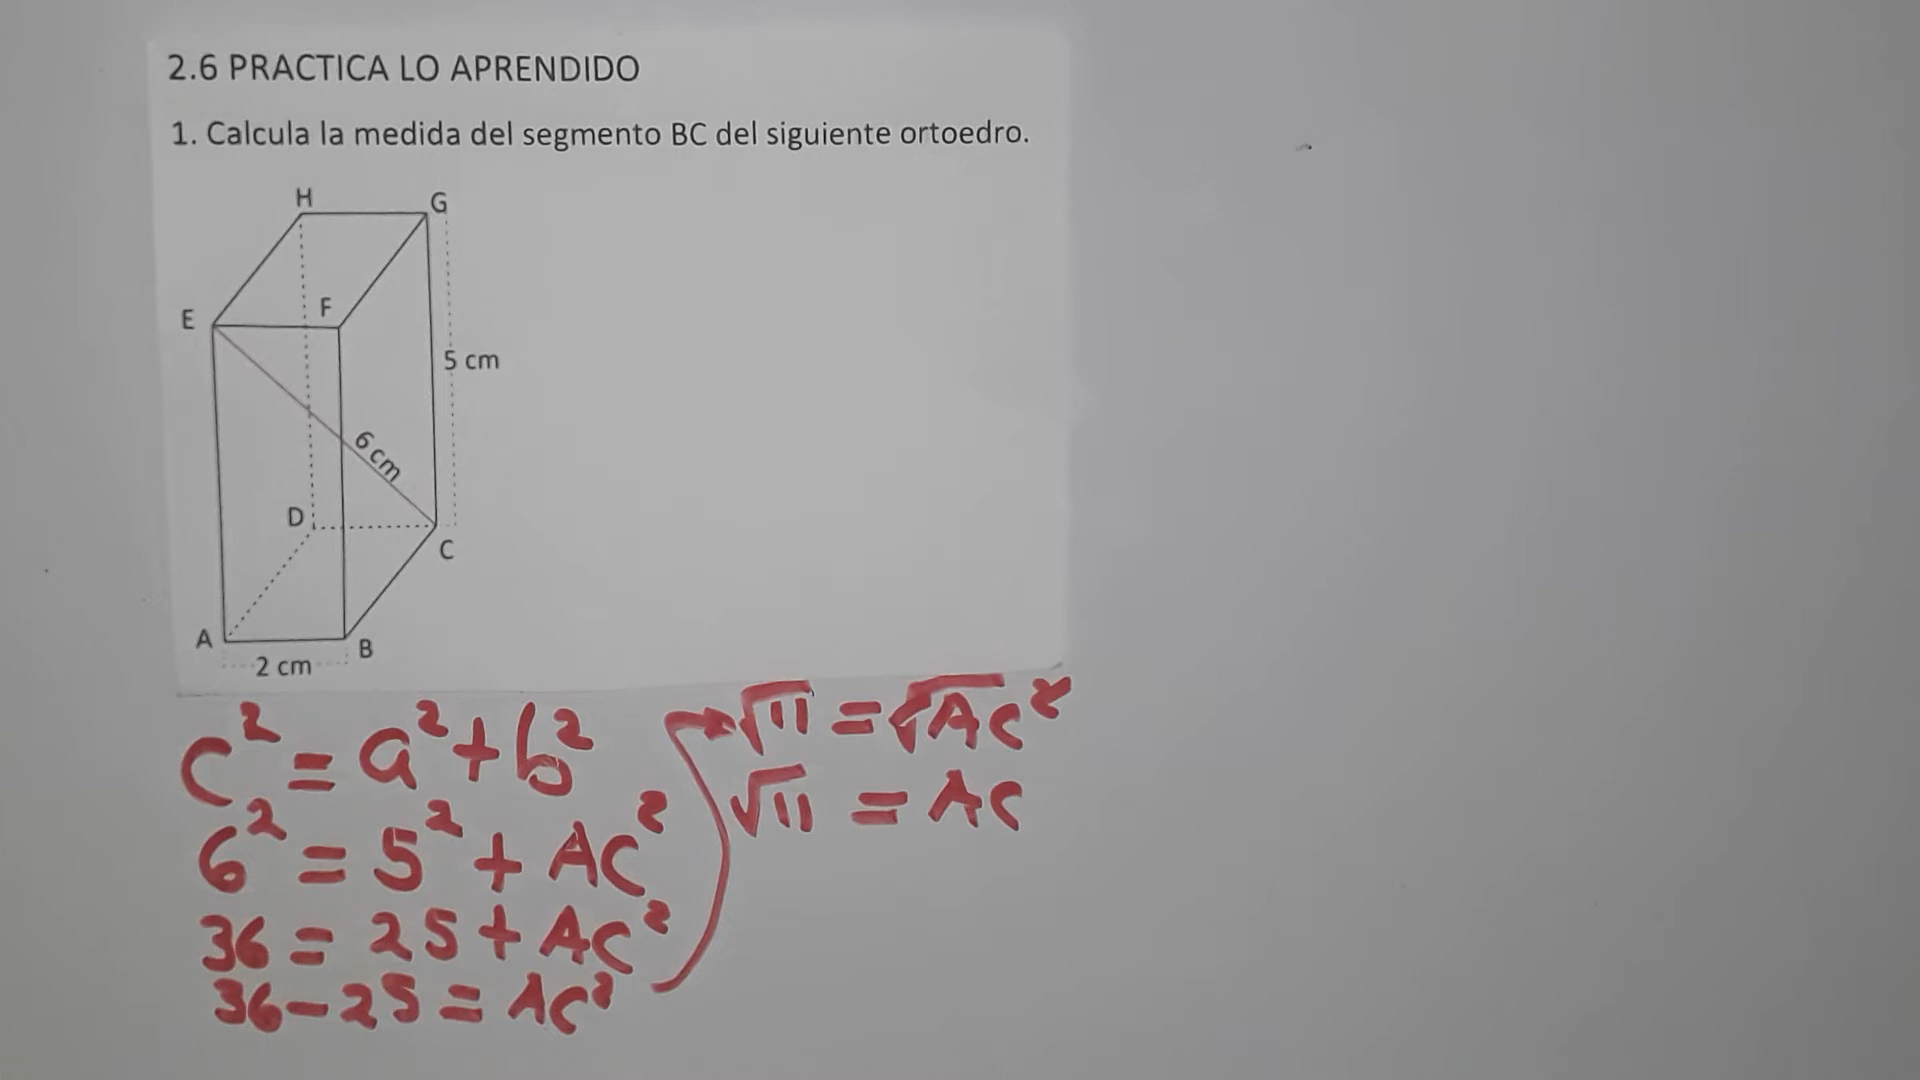 2.6 PRACTICA LO APRENDIDO
1. Calcula la medida del segmento BC del siguiente ortoedro.
H
G
E
F
5 cm
6 cm
D
C
A
B
2 cm
c² = a² + b²
6² = 5² + AC²
36 = 25 + AC²
36 - 25 = AC²
√11 = √AC²
√11 = AC